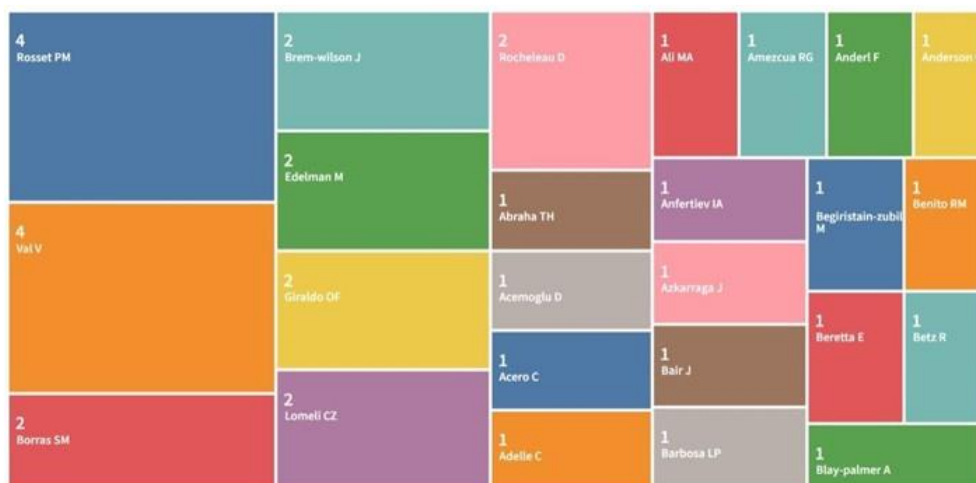 4
Rosset PM
4
Val V
2
Borras SM
2
Brem-wilson J
2
Edelman M
2
Giraldo OF
2
Lomeli CZ
2
Rocheleau D
1
Abraha TH
1
Acemoglu D
1
Acero C
1
Adelle C
1
Ali MA
1
Amezcua RG
1
Anderl F
1
Anderson
1
Anfertiev IA
1
Azkarraga J
1
Bair J
1
Barbosa LP
1
Begiristain-zubil
M
1
Benito RM
1
Beretta E
1
Betz R
1
Blay-palmer A